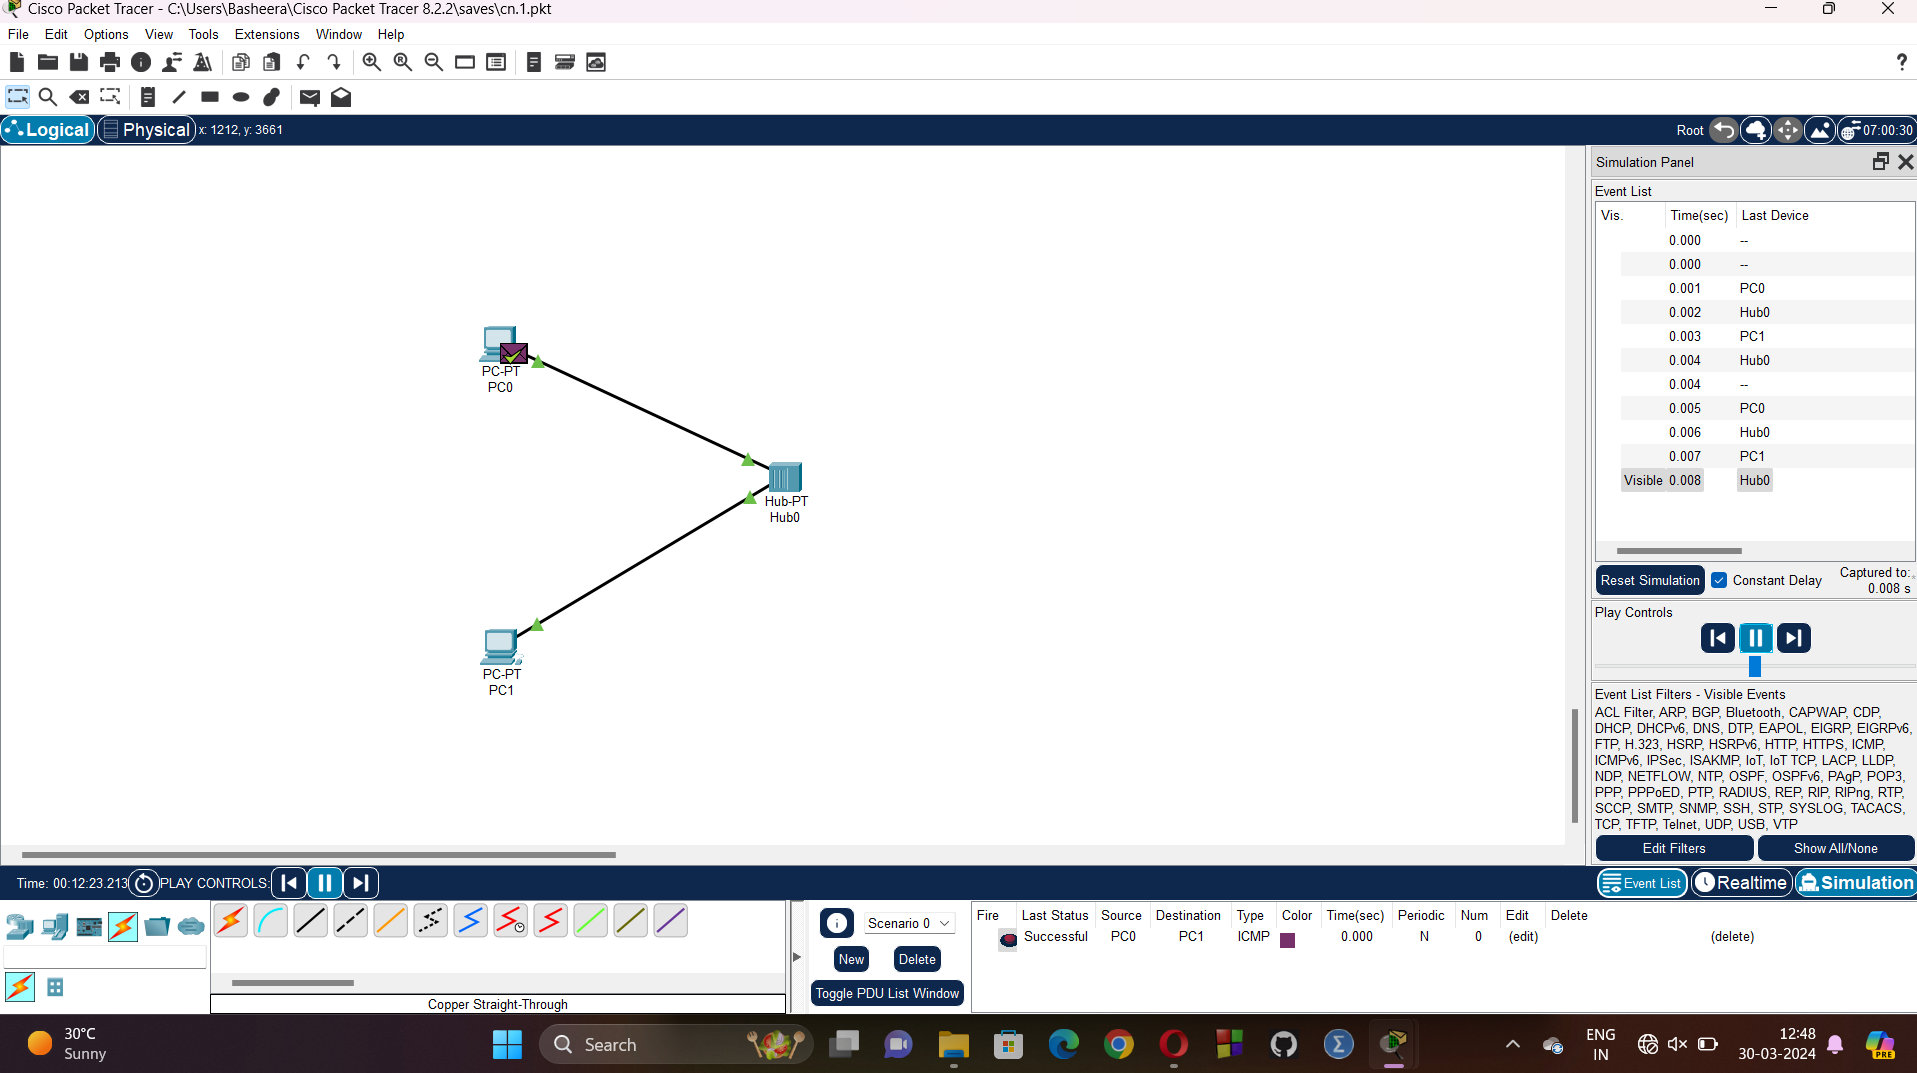 Cisco Packet Tracer - C:\Users\Basheera\Cisco Packet Tracer 8.2.2\saves\cn.1.pkt
File Edit Options View Tools Extensions Window Help
?
Logical Physical x: 1212, y: 3661 Root 07:00:30
Simulation Panel
Event List
Vis. Time(sec) Last Device
0.000 --
0.000 --
0.001 PC0
0.002 Hub0
0.003 PC1
0.004 Hub0
0.004 --
0.005 PC0
0.006 Hub0
0.007 PC1
Visible 0.008 Hub0
PC-PT
PC0
Hub-PT
Hub0
PC-PT
PC1
Reset Simulation Constant Delay Captured to:
0.008 s
Play Controls
Event List Filters - Visible Events
ACL Filter, ARP, BGP, Bluetooth, CAPWAP, CDP,
DHCP, DHCPv6, DNS, DTP, EAPOL, EIGRP, EIGRPv6,
FTP, H.323, HSRP, HSRPv6, HTTP, HTTPS, ICMP,
ICMPv6, IPSec, ISAKMP, IoT, IoT TCP, LACP, LLDP,
NDP, NETFLOW, NTP, OSPF, OSPFv6, PAgP, POP3,
PPP, PPPoED, PTP, RADIUS, REP, RIP, RIPng, RTP,
SCCP, SMTP, SNMP, SSH, STP, SYSLOG, TACACS,
TCP, TFTP, Telnet, UDP, USB, VTP
Edit Filters Show All/None
Time: 00:12:23.213 PLAY CONTROLS: Event List Realtime Simulation
Copper Straight-Through
Scenario 0
New Delete
Toggle PDU List Window
Fire Last Status Source Destination Type Color Time(sec) Periodic Num Edit Delete
Successful PC0 PC1 ICMP 0.000 N 0 (edit) (delete)
30°C
Sunny
Search
ENG
IN
12:48
30-03-2024
PRE